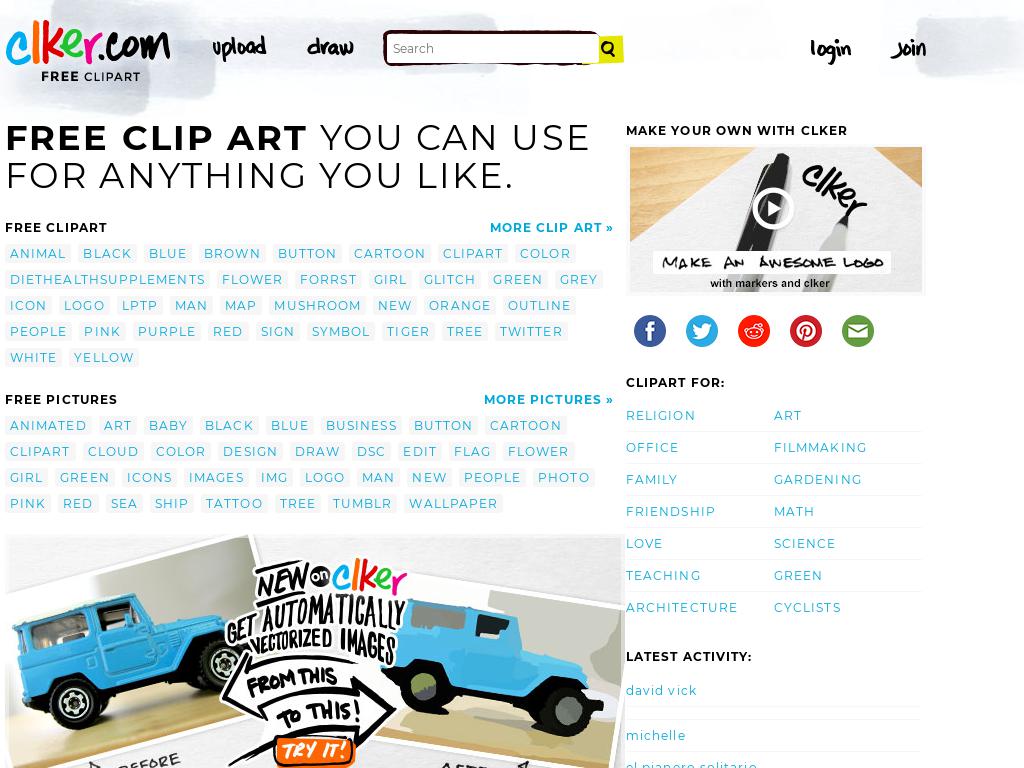 clker.com
FREE CLIPART
upload
draw
Search
login
Join
FREE CLIP ART YOU CAN USE
FOR ANYTHING YOU LIKE.
FREE CLIPART
MORE CLIP ART »
ANIMAL BLACK BLUE BROWN BUTTON CARTOON CLIPART COLOR
DIETHEALTHSUPPLEMENTS FLOWER FORRST GIRL GLITCH GREEN GREY
ICON LOGO LPTP MAN MAP MUSHROOM NEW ORANGE OUTLINE
PEOPLE PINK PURPLE RED SIGN SYMBOL TIGER TREE TWITTER
WHITE YELLOW
FREE PICTURES
MORE PICTURES »
ANIMATED ART BABY BLACK BLUE BUSINESS BUTTON CARTOON
CLIPART CLOUD COLOR DESIGN DRAW DSC EDIT FLAG FLOWER
GIRL GREEN ICONS IMAGES IMG LOGO MAN NEW PEOPLE PHOTO
PINK RED SEA SHIP TATTOO TREE TUMBLR WALLPAPER
NEW on clker
GET AUTOMATICALLY
VECTORIZED IMAGES
FROM THIS
TO THIS!
TRY IT!
BEFORE
AFTER
MAKE YOUR OWN WITH CLKER
clker
MAKE AN AWESOME LOGO
with markers and clker
CLIPART FOR:
RELIGION ART
OFFICE FILMMAKING
FAMILY GARDENING
FRIENDSHIP MATH
LOVE SCIENCE
TEACHING GREEN
ARCHITECTURE CYCLISTS
LATEST ACTIVITY:
david vick
michelle
el pianero solitario